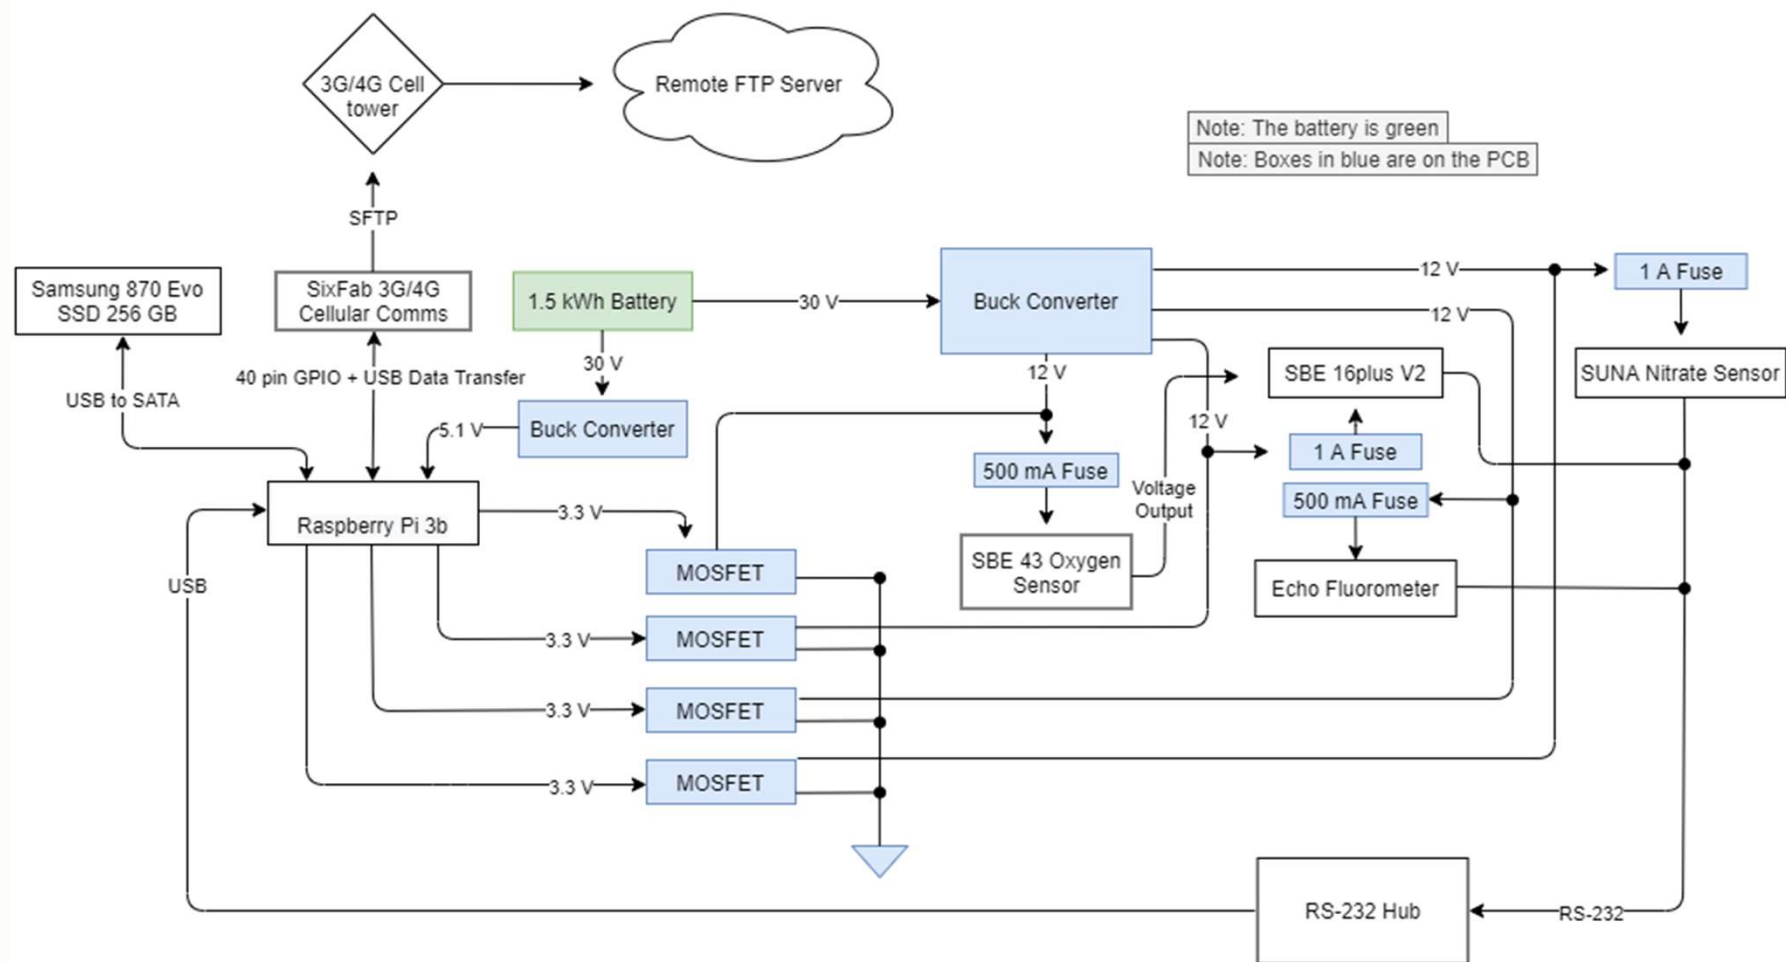 3G/4G Cell
tower
Remote FTP Server
Note: The battery is green
Note: Boxes in blue are on the PCB
SFTP
Samsung 870 Evo
SSD 256 GB
SixFab 3G/4G
Cellular Comms
1.5 kWh Battery
30 V
Buck Converter
12 V
1 A Fuse
12 V
30 V
12 V
40 pin GPIO + USB Data Transfer
USB to SATA
SBE 16plus V2
SUNA Nitrate Sensor
5.1 V
Buck Converter
12 V
1 A Fuse
500 mA Fuse
Voltage
Output
500 mA Fuse
Raspberry Pi 3b
3.3 V
SBE 43 Oxygen
Sensor
MOSFET
USB
Echo Fluorometer
3.3 V
MOSFET
3.3 V
MOSFET
3.3 V
MOSFET
RS-232 Hub
RS-232